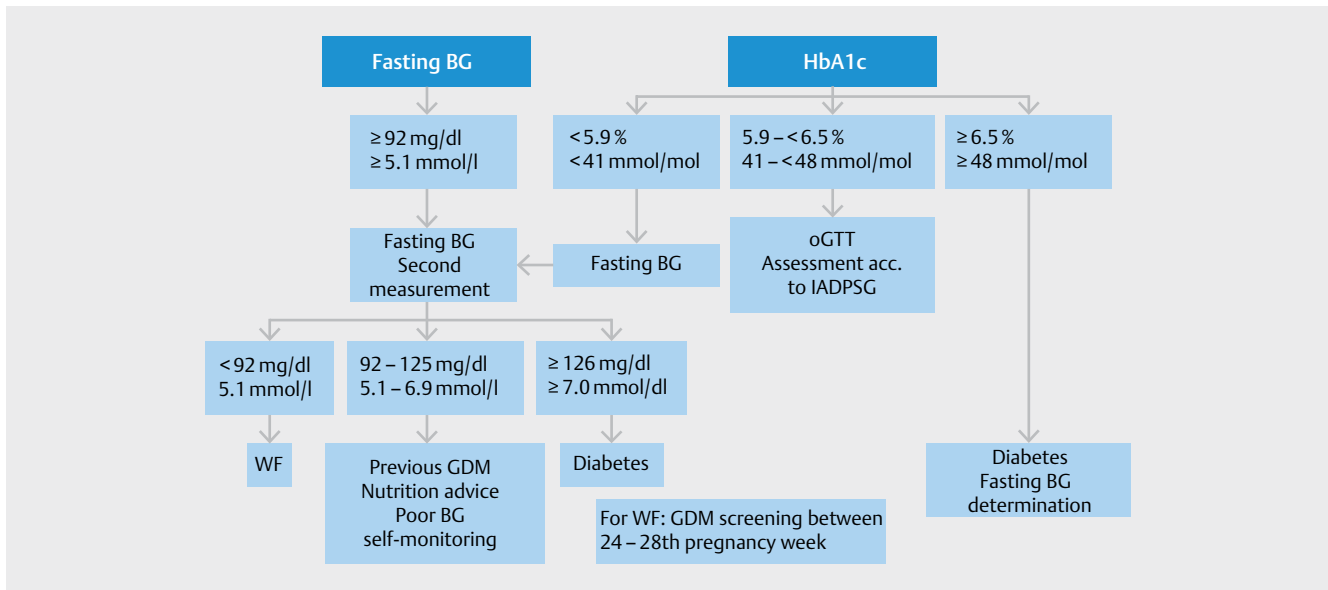 Fasting BG
HbA1c
≥ 92 mg/dl
≥ 5.1 mmol/l
< 5.9 %
< 41 mmol/mol
5.9 – < 6.5 %
41 – < 48 mmol/mol
≥ 6.5 %
≥ 48 mmol/mol
Fasting BG
Second
measurement
Fasting BG
oGTT
Assessment acc.
to IADPSG
< 92 mg/dl
5.1 mmol/l
92 – 125 mg/dl
5.1 – 6.9 mmol/l
≥ 126 mg/dl
≥ 7.0 mmol/dl
WF
Previous GDM
Nutrition advice
Poor BG
self-monitoring
Diabetes
Diabetes
Fasting BG
determination
For WF: GDM screening between
24 – 28th pregnancy week